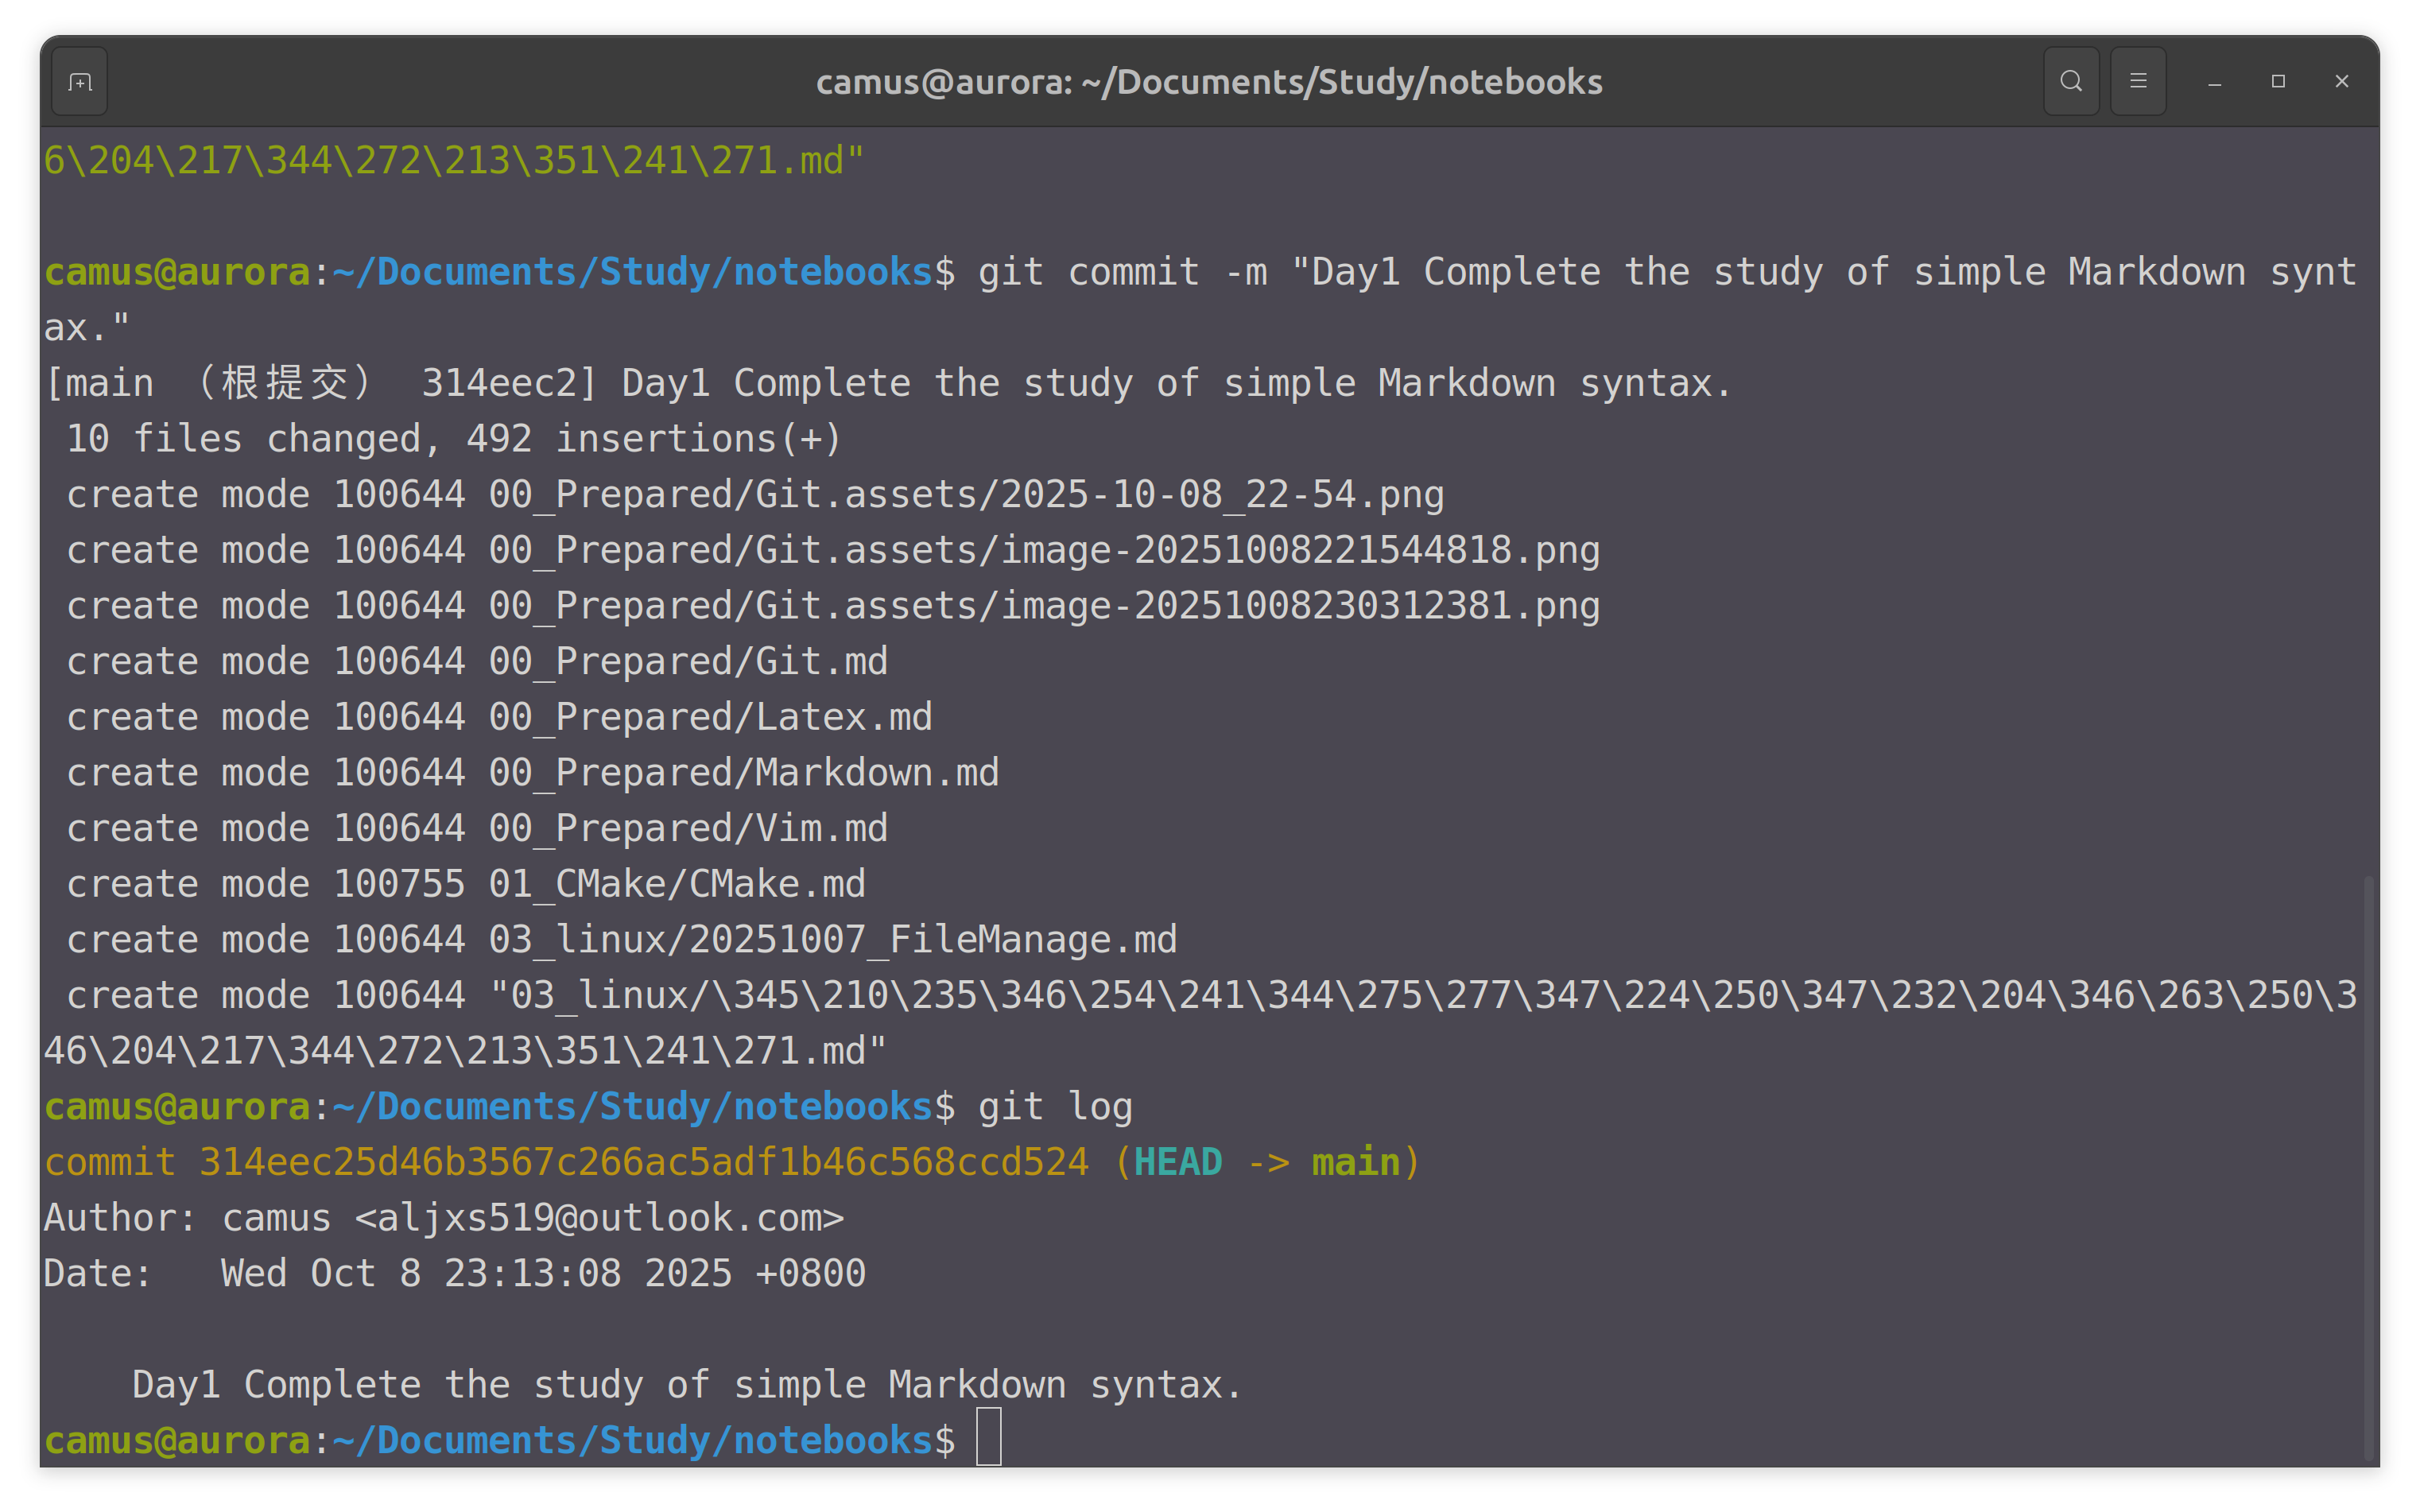 camus@aurora: ~/Documents/Study/notebooks
6\204\217\344\272\213\351\241\271.md"
camus@aurora:~/Documents/Study/notebooks$ git commit -m "Day1 Complete the study of simple Markdown synt
ax."
[main （根提交） 314eec2] Day1 Complete the study of simple Markdown syntax.
 10 files changed, 492 insertions(+)
 create mode 100644 00_Prepared/Git.assets/2025-10-08_22-54.png
 create mode 100644 00_Prepared/Git.assets/image-20251008221544818.png
 create mode 100644 00_Prepared/Git.assets/image-20251008230312381.png
 create mode 100644 00_Prepared/Git.md
 create mode 100644 00_Prepared/Latex.md
 create mode 100644 00_Prepared/Markdown.md
 create mode 100644 00_Prepared/Vim.md
 create mode 100755 01_CMake/CMake.md
 create mode 100644 03_linux/20251007_FileManage.md
 create mode 100644 "03_linux/\345\210\235\346\254\241\344\275\277\347\224\250\347\232\204\346\263\250\3
46\204\217\344\272\213\351\241\271.md"
camus@aurora:~/Documents/Study/notebooks$ git log
commit 314eec25d46b3567c266ac5adf1b46c568ccd524 (HEAD -> main)
Author: camus <aljxs519@outlook.com>
Date:   Wed Oct 8 23:13:08 2025 +0800
    Day1 Complete the study of simple Markdown syntax.
camus@aurora:~/Documents/Study/notebooks$